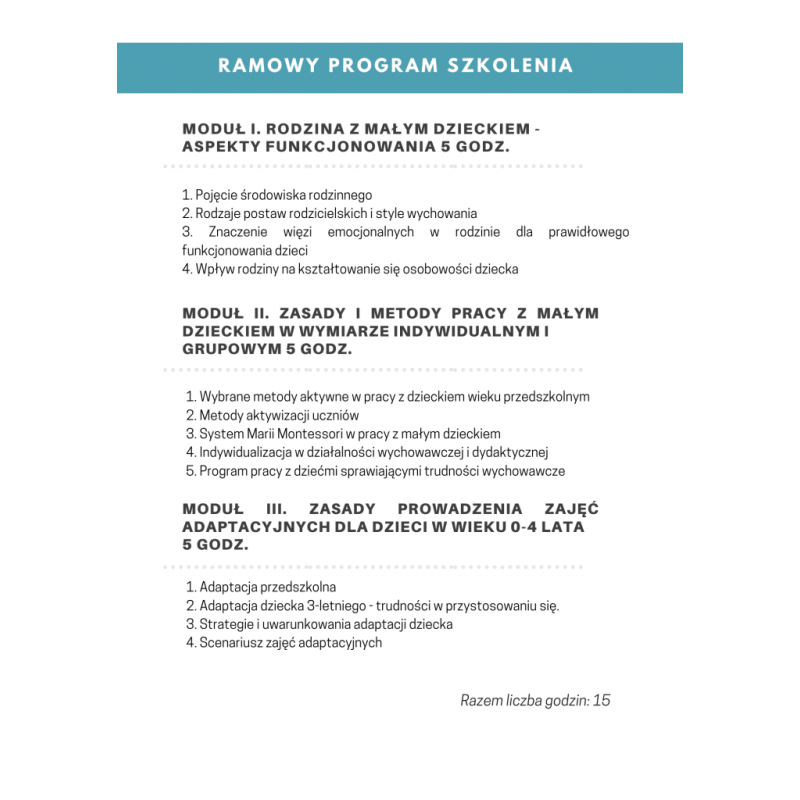 RAMOWY PROGRAM SZKOLENIA
MODUŁ I. RODZINA Z MAŁYM DZIECKIEM -
ASPEKTY FUNKCJONOWANIA 5 GODZ.
1. Pojęcie środowiska rodzinnego
2. Rodzaje postaw rodzicielskich i style wychowania
3. Znaczenie więzi emocjonalnych w rodzinie dla prawidłowego
funkcjonowania dzieci
4. Wpływ rodziny na kształtowanie się osobowości dziecka
MODUŁ II. ZASADY I METODY PRACY Z MAŁYM
DZIECKIEM W WYMIARZE INDYWIDUALNYM I
GRUPOWYM 5 GODZ.
1. Wybrane metody aktywne w pracy z dzieckiem wieku przedszkolnym
2. Metody aktywizacji uczniów
3. System Marii Montessori w pracy z małym dzieckiem
4. Indywidualizacja w działalności wychowawczej i dydaktycznej
5. Program pracy z dziećmi sprawiającymi trudności wychowawcze
MODUŁ III. ZASADY PROWADZENIA ZAJĘĆ
ADAPTACYJNYCH DLA DZIECI W WIEKU 0-4 LATA
5 GODZ.
1. Adaptacja przedszkolna
2. Adaptacja dziecka 3-letniego - trudności w przystosowaniu się.
3. Strategie i uwarunkowania adaptacji dziecka
4. Scenariusz zajęć adaptacyjnych
Razem liczba godzin: 15